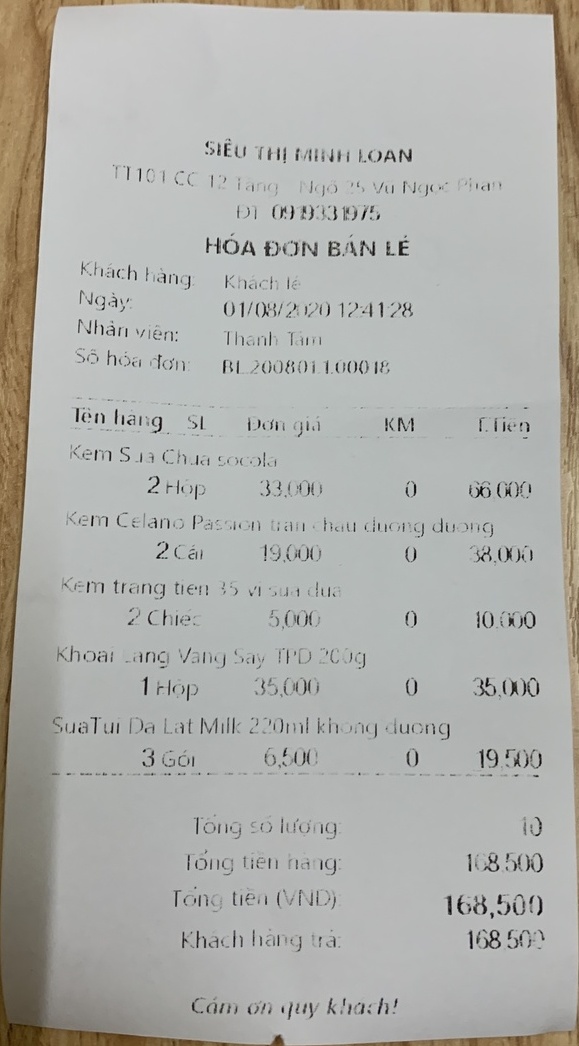 SIÊU THỊ MINH LOAN
TT101 CC 12 Tầng Ngõ 25 Vũ Ngọc Phan
ĐT 0919331975
HÓA ĐƠN BÁN LẺ
Khách hàng: Khách lẻ
Ngày: 01/08/2020 12:41:28
Nhân viên: Thanh Tâm
Số hóa đơn: BL200801100018
Tên hàng SL Đơn giá KM T.Tiền
Kem Sua Chua socola
2 Hộp 33,000 0 66,000
Kem Celano Passion tran chau duong duong
2 Cái 19,000 0 38,000
Kem trang tien 35 vi sua dua
2 Chiếc 5,000 0 10,000
Khoai Lang Vang Say TPD 200g
1 Hộp 35,000 0 35,000
SuaTui Da Lat Milk 220ml khong duong
3 Gói 6,500 0 19,500
Tổng số lượng: 10
Tổng tiền hàng: 168,500
Tổng tiền (VND): 168,500
Khách hàng trả: 168,500
Cảm ơn quý khách!